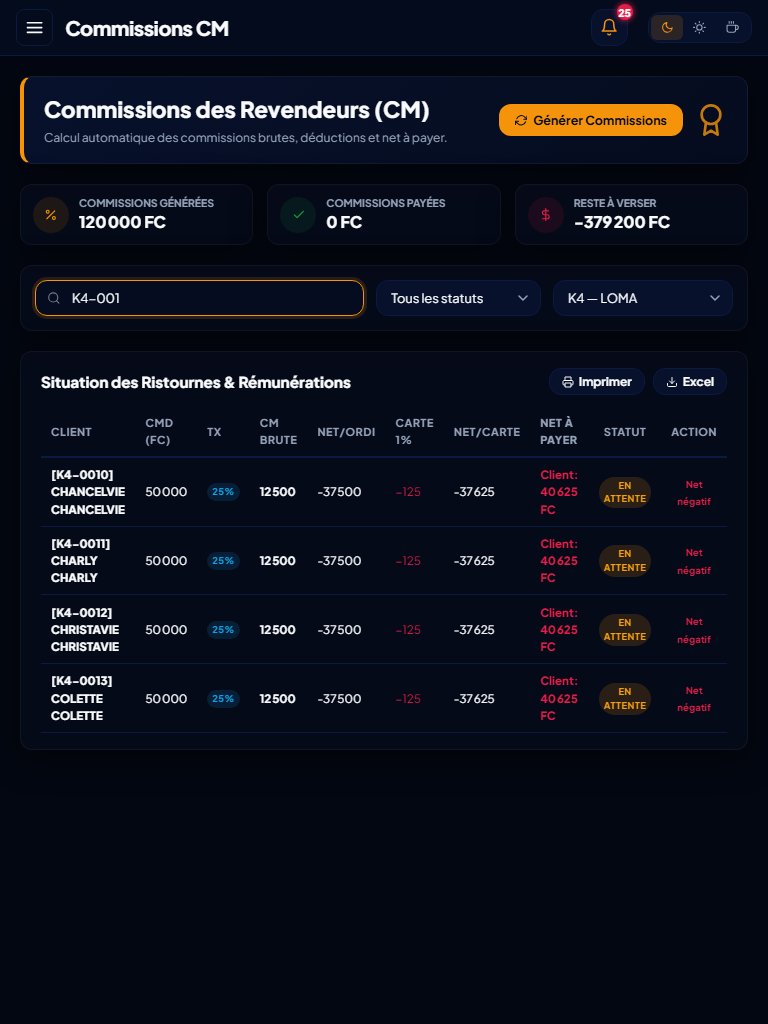 Commissions CM
25
Commissions des Revendeurs (CM)
Calcul automatique des commissions brutes, déductions et net à payer.
Générer Commissions
COMMISSIONS GÉNÉRÉES
120 000 FC
COMMISSIONS PAYÉES
0 FC
RESTE À VERSER
-379 200 FC
K4-001
Tous les statuts
K4 — LOMA
Situation des Ristournes & Rémunérations
Imprimer
Excel
CLIENT
CMD
(FC)
TX
CM
BRUTE
NET/ORDI
CARTE
1%
NET/CARTE
NET À
PAYER
STATUT
ACTION
[K4-0010]
CHANCELVIE
CHANCELVIE
50 000
25%
12 500
-37 500
-125
-37 625
Client:
40 625
FC
EN
ATTENTE
Net
négatif
[K4-0011]
CHARLY
CHARLY
50 000
25%
12 500
-37 500
-125
-37 625
Client:
40 625
FC
EN
ATTENTE
Net
négatif
[K4-0012]
CHRISTAVIE
CHRISTAVIE
50 000
25%
12 500
-37 500
-125
-37 625
Client:
40 625
FC
EN
ATTENTE
Net
négatif
[K4-0013]
COLETTE
COLETTE
50 000
25%
12 500
-37 500
-125
-37 625
Client:
40 625
FC
EN
ATTENTE
Net
négatif